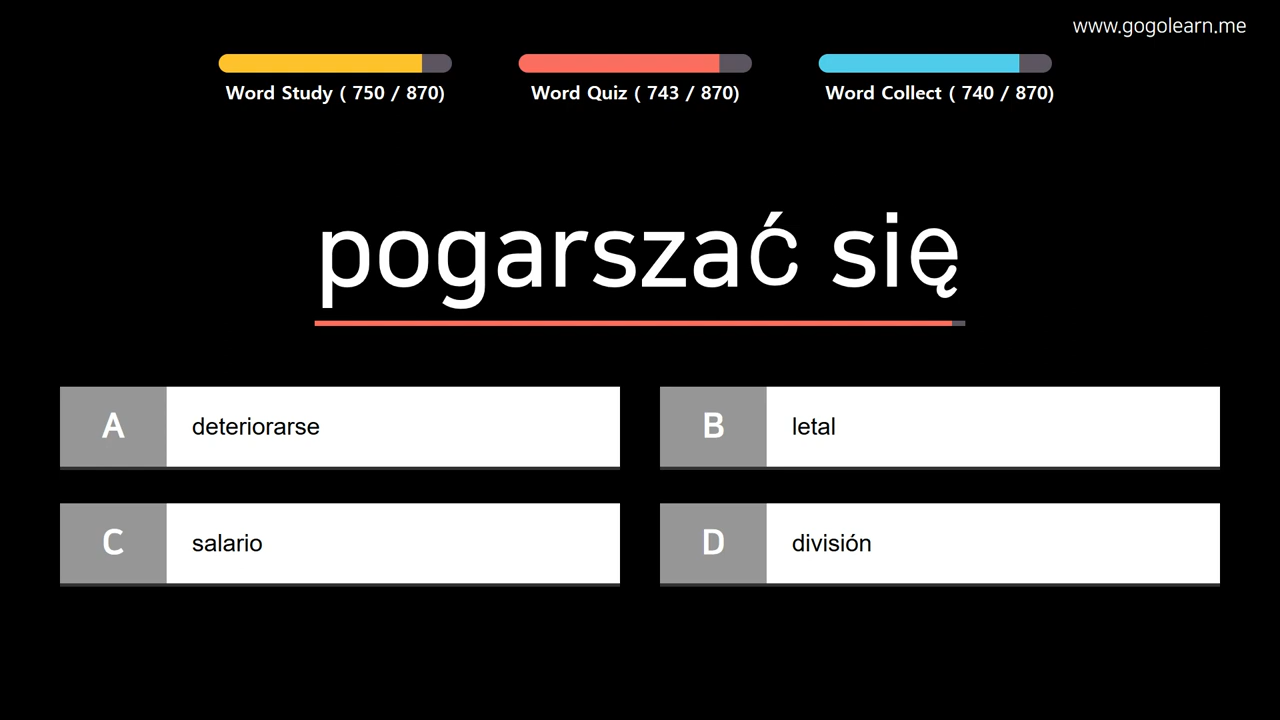 www.gogolearn.me
Word Study ( 750 / 870)
Word Quiz ( 743 / 870)
Word Collect ( 740 / 870)
pogarszać się
A deteriorarse
B letal
C salario
D división